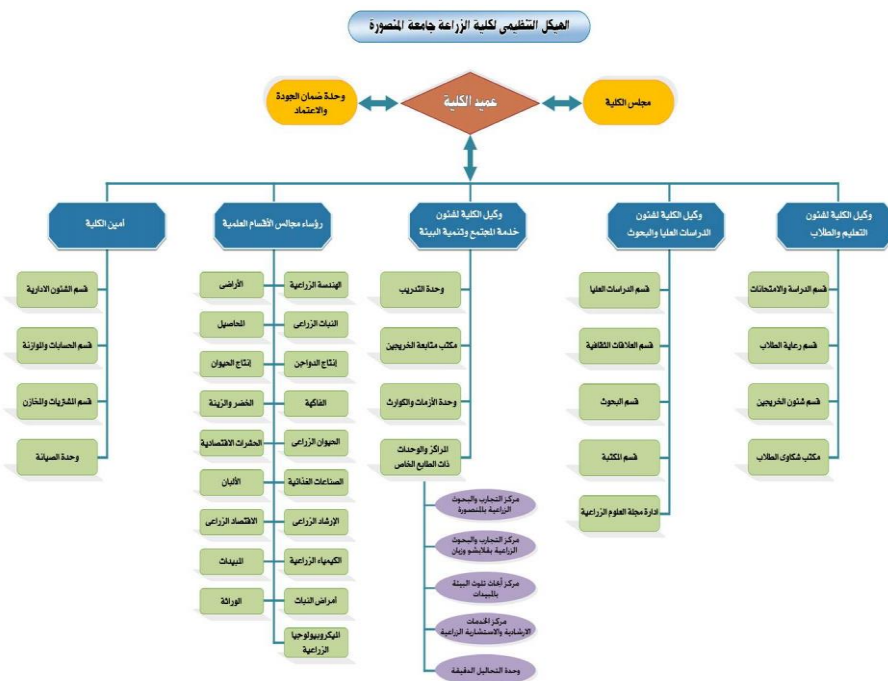 الهيكل التنظيمى لكلية الزراعة جامعة المنصورة
مجلس الكلية
عميد الكلية
وحدة ضمان الجودة
والاعتماد
وكيل الكلية لشئون
التعليم والطلاب
وكيل الكلية لشئون
الدراسات العليا والبحوث
وكيل الكلية لشئون
خدمة المجتمع وتنمية البيئة
رؤساء مجالس الأقسام العلمية
أمين الكلية
قسم الدراسة والامتحانات
قسم رعاية الطلاب
قسم شئون الخريجين
مكتب شكاوى الطلاب
قسم الدراسات العليا
قسم العلاقات الثقافية
قسم البحوث
قسم المكتبة
ادارة مجلة العلوم الزراعية
وحدة التدريب
مكتب متابعة الخريجين
وحدة الأزمات والكوارث
المراكز والوحدات
ذات الطابع الخاص
مركز التجارب والبحوث
الزراعية بالمنصورة
مركز التجارب والبحوث
الزراعية بقلابشو وزيان
مركز أبحاث تلوث البيئة
بالمبيدات
مركز الخدمات
الارشادية والاستشارية الزراعية
وحدة التحاليل الدقيقة
الهندسة الزراعية
الأراضى
النبات الزراعى
المحاصيل
إنتاج الدواجن
إنتاج الحيوان
الفاكهة
الخضر والزينة
الحيوان الزراعى
الحشرات الاقتصادية
الصناعات الغذائية
الألبان
الإرشاد الزراعى
الاقتصاد الزراعى
الكيمياء الزراعية
المبيدات
أمراض النبات
الوراثة
الميكروبيولوجيا
الزراعية
قسم الشئون الادارية
قسم الحسابات والموازنة
قسم المشتريات والمخازن
وحدة الصيانة